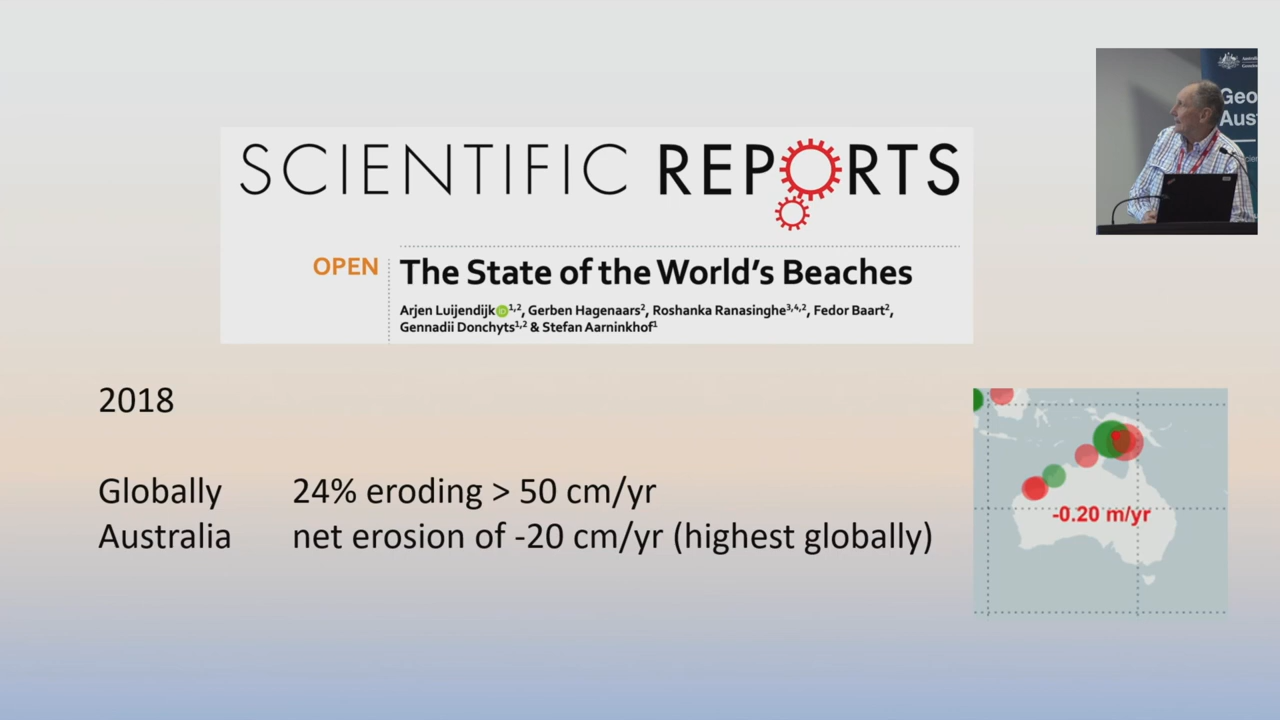 SCIENTIFIC REPORTS
OPEN
The State of the World's Beaches
Arjen Luijendijk 1,2, Gerben Hagenaars2, Roshanka Ranasinghe3,4,2, Fedor Baart2,
Gennadii Donchyts1,2 & Stefan Aarninkhof1
2018
Globally 24% eroding > 50 cm/yr
Australia net erosion of -20 cm/yr (highest globally)
-0.20 m/yr
Geo
Aus